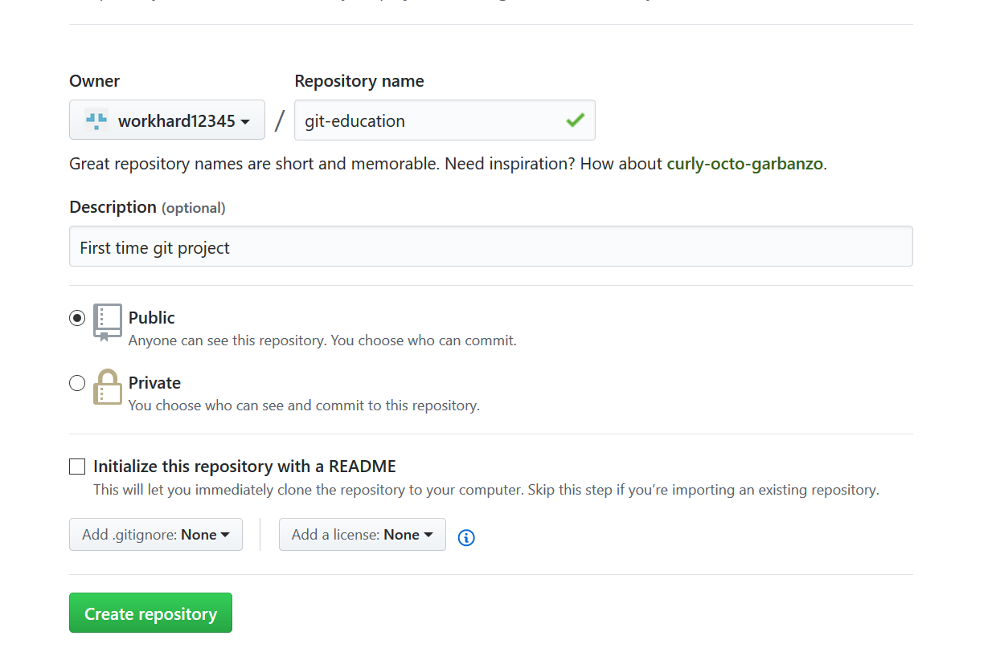 Owner
Repository name
workhard12345 / git-education
Great repository names are short and memorable. Need inspiration? How about curly-octo-garbanzo.
Description (optional)
First time git project
Public
Anyone can see this repository. You choose who can commit.
Private
You choose who can see and commit to this repository.
Initialize this repository with a README
This will let you immediately clone the repository to your computer. Skip this step if you’re importing an existing repository.
Add .gitignore: None
Add a license: None
Create repository